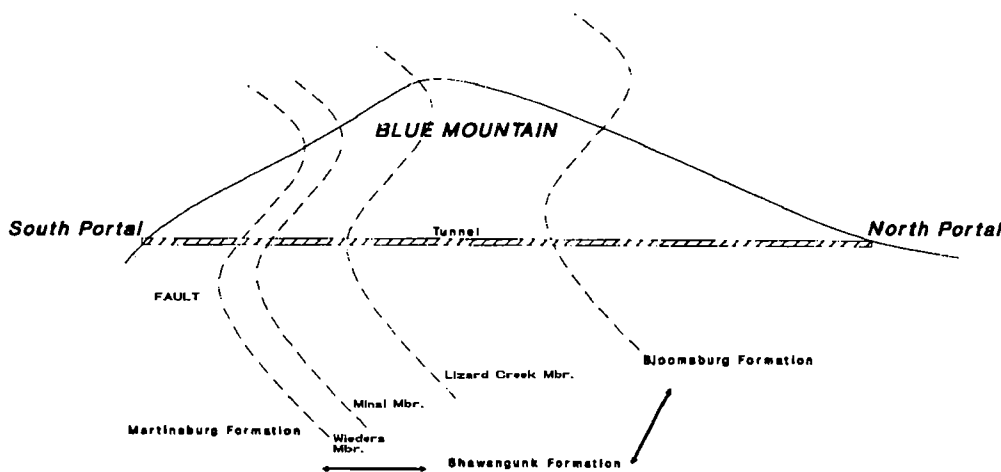 BLUE MOUNTAIN
South Portal
Tunnel
North Portal
FAULT
Bloomsburg Formation
Lizard Creek Mbr.
Minsi Mbr.
Martinsburg Formation
Wieders
Mbr.
Shawangunk Formation